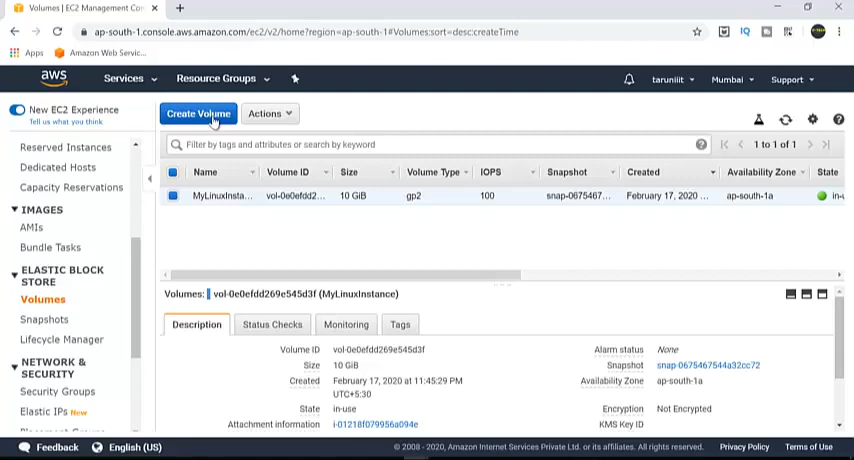 Volumes | EC2 Management Con
ap-south-1.console.aws.amazon.com/ec2/v2/home?region=ap-south-1#Volumes:sort=desc:createTime
IQ
Apps Amazon Web Servic...
aws Services Resource Groups taruniiit Mumbai Support
New EC2 Experience
Tell us what you think
Reserved Instances
Dedicated Hosts
Capacity Reservations
IMAGES
AMIs
Bundle Tasks
ELASTIC BLOCK
STORE
Volumes
Snapshots
Lifecycle Manager
NETWORK &
SECURITY
Security Groups
Elastic IPs New
Create Volume Actions
Filter by tags and attributes or search by keyword 1 to 1 of 1
Name Volume ID Size Volume Type IOPS Snapshot Created Availability Zone State
MyLinuxInsta... vol-0e0efdd2... 10 GiB gp2 100 snap-0675467... February 17, 2020 ... ap-south-1a in-u
Volumes: vol-0e0efdd269e545d3f (MyLinuxInstance)
Description Status Checks Monitoring Tags
Volume ID vol-0e0efdd269e545d3f Alarm status None
Size 10 GiB Snapshot snap-0675467544a32cc72
Created February 17, 2020 at 11:45:29 PM UTC+5:30 Availability Zone ap-south-1a
State in-use Encryption Not Encrypted
Attachment information i-01218f079956a094e KMS Key ID
Feedback English (US) © 2008 - 2020, Amazon Internet Services Private Ltd. or its affiliates. All rights reserved. Privacy Policy Terms of Use